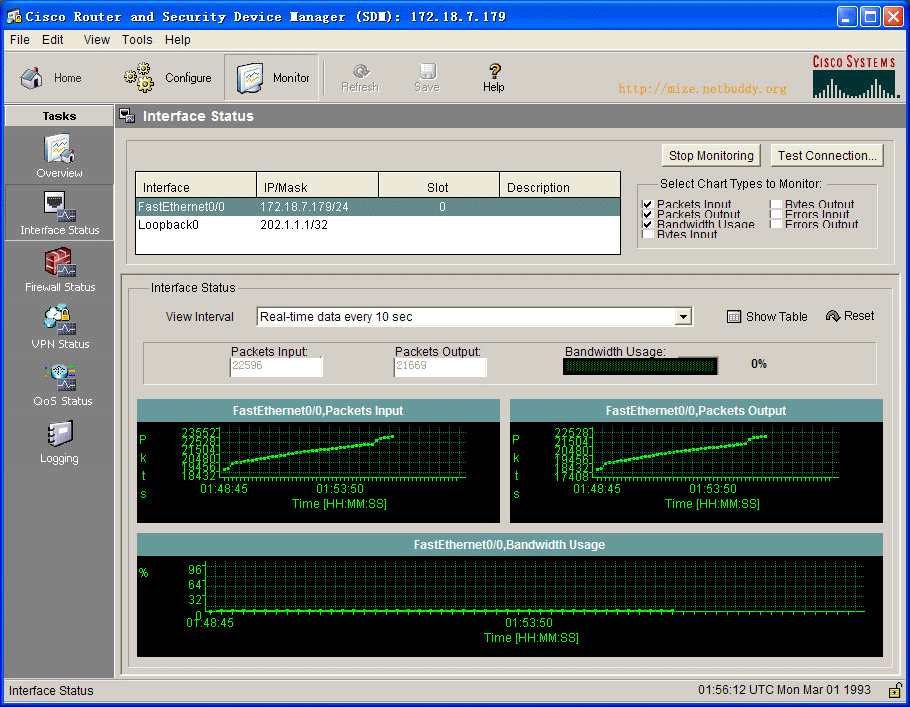 Cisco Router and Security Device Manager (SDM): 172.18.7.179
File Edit View Tools Help
Home Configure Monitor Refresh Save Help
http://mize.netbuddy.org
CISCO SYSTEMS
Tasks
Interface Status
Overview
Interface Status
Firewall Status
VPN Status
QoS Status
Logging
Stop Monitoring Test Connection...
Interface IP/Mask Slot Description
FastEthernet0/0 172.18.7.179/24 0
Loopback0 202.1.1.1/32
Select Chart Types to Monitor:
Packets Input Bytes Output
Packets Output Errors Input
Bandwidth Usage Errors Output
Bytes Input
Interface Status
View Interval Real-time data every 10 sec Show Table Reset
Packets Input: Packets Output: Bandwidth Usage:
22596 21669 0%
FastEthernet0/0,Packets Input
P
k
t
s
23552
22528
21504
20480
19456
18432
01:48:45 01:53:50
Time [HH:MM:SS]
FastEthernet0/0,Packets Output
P
k
t
s
22528
21504
20480
19456
18432
17408
01:48:45 01:53:50
Time [HH:MM:SS]
FastEthernet0/0,Bandwidth Usage
%
96
64
32
0
01:48:45 01:53:50
Time [HH:MM:SS]
Interface Status 01:56:12 UTC Mon Mar 01 1993